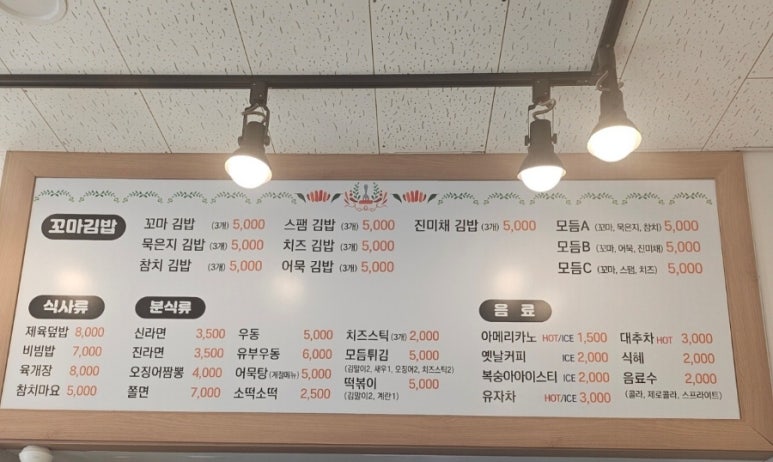 꼬마김밥
꼬마 김밥 (3개) 5,000 스팸 김밥 (3개) 5,000 진미채 김밥 (3개) 5,000 모듬A (꼬마, 묵은지, 참치) 5,000
묵은지 김밥 (3개) 5,000 치즈 김밥 (3개) 5,000 모듬B (꼬마, 어묵, 진미채) 5,000
참치 김밥 (3개) 5,000 어묵 김밥 (3개) 5,000 모듬C (꼬마, 스팸, 치즈) 5,000
식사류
제육덮밥 8,000
비빔밥 7,000
육개장 8,000
참치마요 5,000
분식류
신라면 3,500 우동 5,000 치즈스틱 (3개) 2,000
진라면 3,500 유부우동 6,000 모듬튀김 5,000
(김말이2, 새우1, 오징어2, 치즈스틱2)
오징어짬뽕 4,000 어묵탕 (계절메뉴) 5,000 떡볶이 5,000
(김말이2, 계란1)
쫄면 7,000 소떡소떡 2,500
음료
아메리카노 HOT/ICE 1,500 대추차 HOT 3,000
옛날커피 ICE 2,000 식혜 2,000
복숭아아이스티 ICE 2,000 음료수 2,000
(콜라, 제로콜라, 스프라이트)
유자차 HOT/ICE 3,000